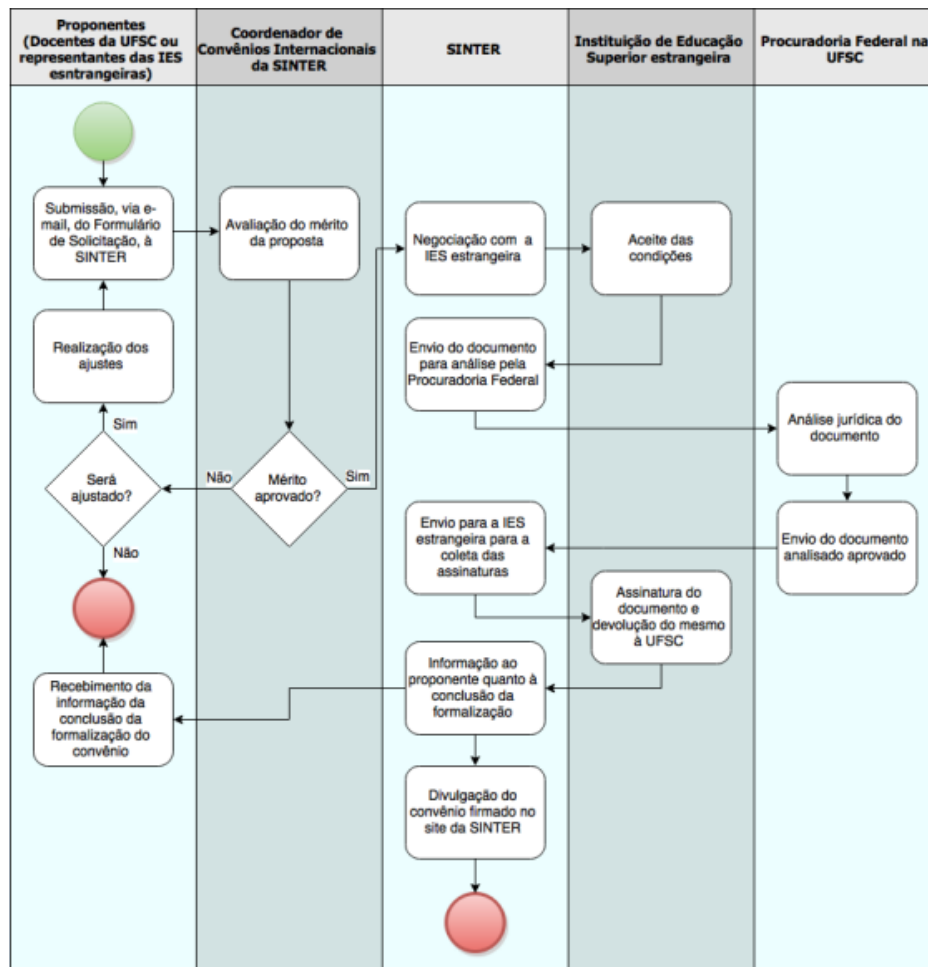 Proponentes
(Docentes da UFSC ou
representantes das IES
esntrangeiras)
Coordenador de
Convênios Internacionais
da SINTER
SINTER
Instituição de Educação
Superior estrangeira
Procuradoria Federal na
UFSC
Submissão, via e-
mail, do Formulário
de Solicitação, à
SINTER
Avaliação do mérito
da proposta
Negociação com a
IES estrangeira
Aceite das
condições
Realização dos
ajustes
Envio do documento
para análise pela
Procuradoria Federal
Análise jurídica do
documento
Sim
Será
ajustado?
Não
Mérito
aprovado?
Sim
Não
Envio para a IES
estrangeira para a
coleta das
assinaturas
Envio do documento
analisado aprovado
Assinatura do
documento e
devolução do mesmo
à UFSC
Recebimento da
informação da
conclusão da
formalização do
convênio
Informação ao
proponente quanto à
conclusão da
formalização
Divulgação do
convênio firmado no
site da SINTER